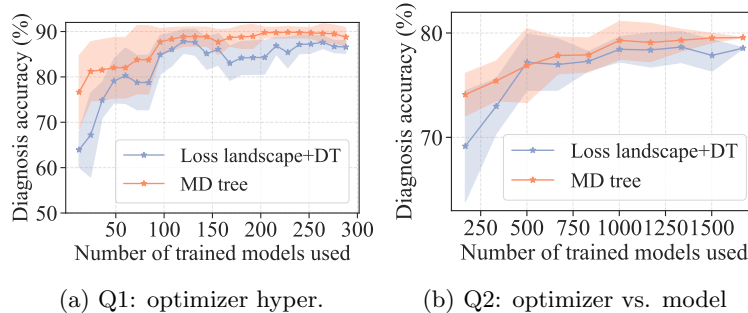 Diagnosis accuracy (%)
90
80
70
60
50
Loss landscape+DT
MD tree
50 100 150 200 250 300
Number of trained models used
(a) Q1: optimizer hyper.
Diagnosis accuracy (%)
80
70
Loss landscape+DT
MD tree
250 500 750 1000 1250 1500
Number of trained models used
(b) Q2: optimizer vs. model